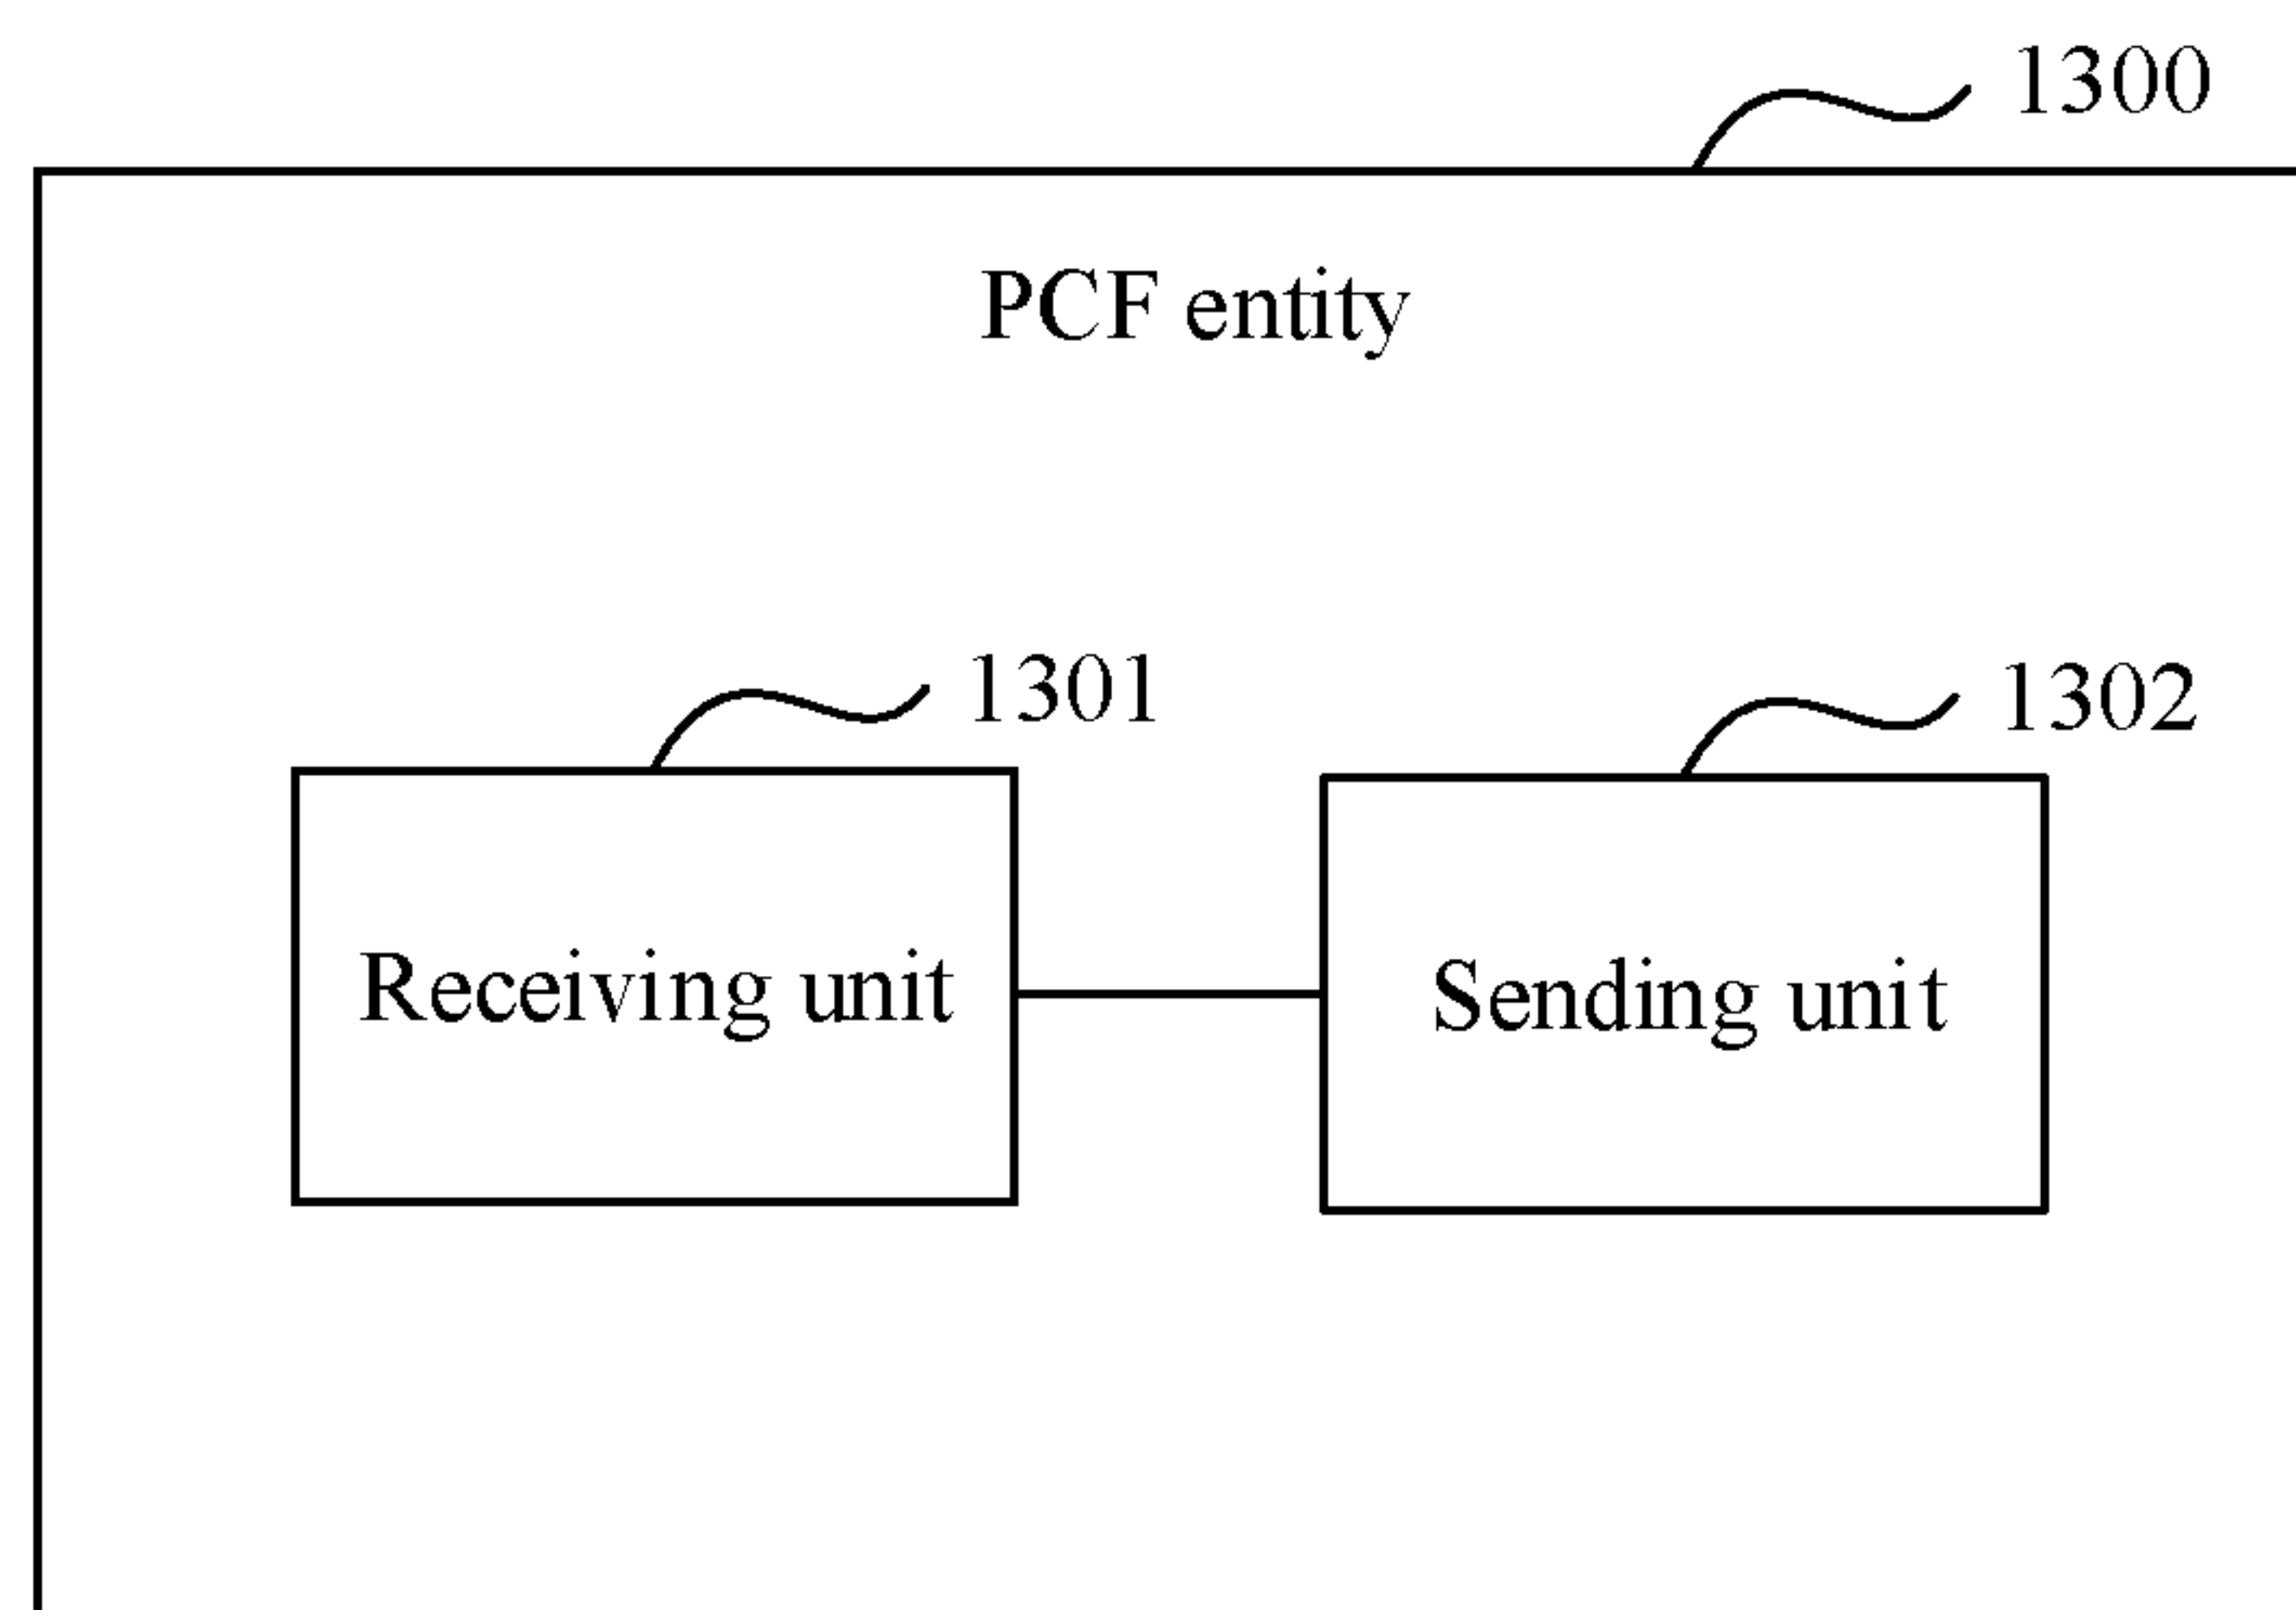 1300
PCF entity
1301
1302
Receiving unit
Sending unit